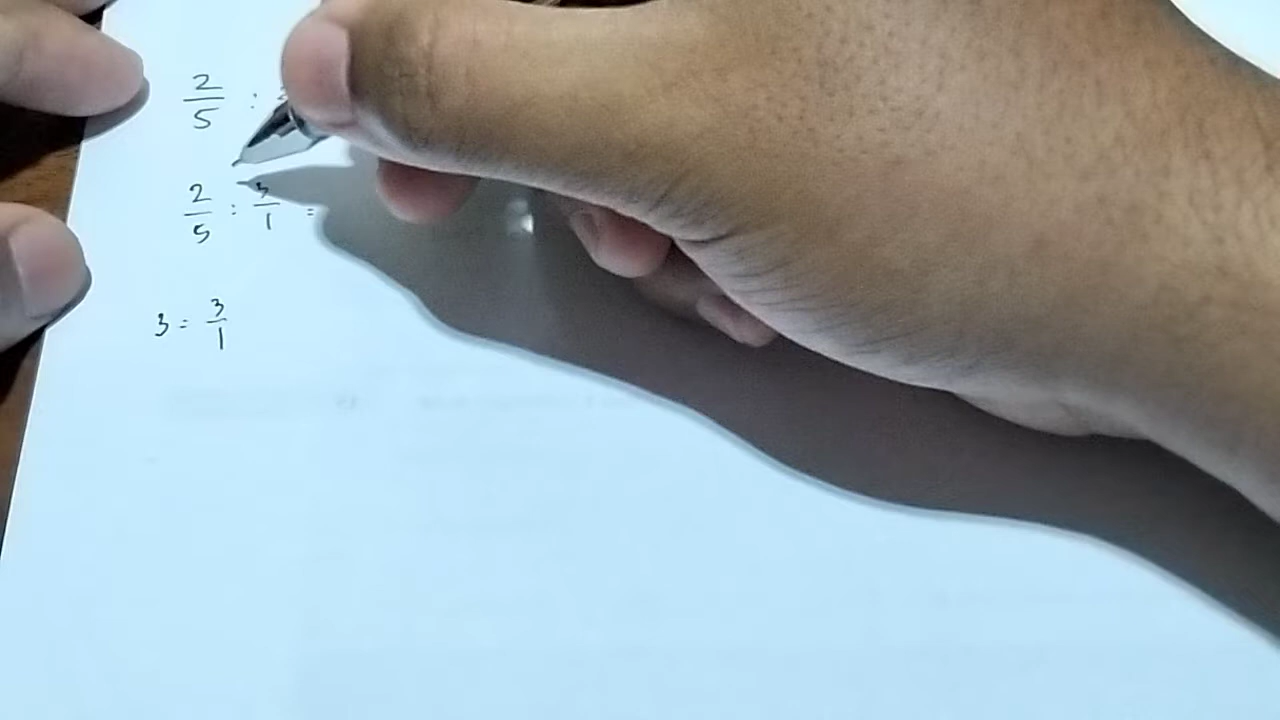 2/5 :
2/5 : 3/1 =
3 = 3/1